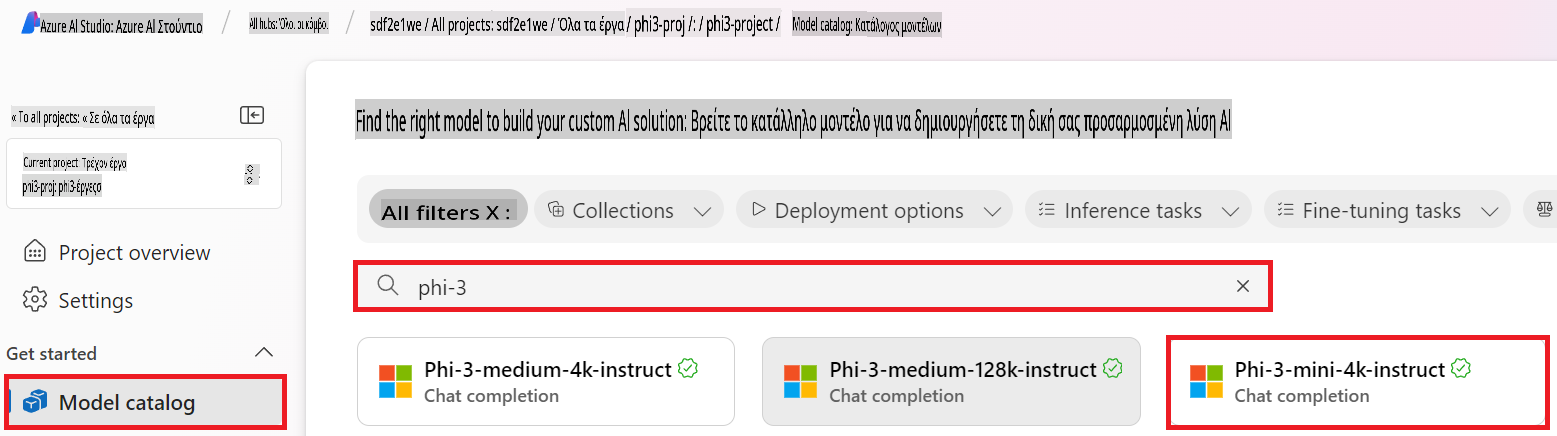 Azure AI Studio: Azure AI Στούντιο / All hubs: Όλοι οι κόμβοι / sdf2e1we / All projects: sdf2e1we / Όλα τα έργα / phi3-proj /: / phi3-project / Model catalog: Κατάλογος μοντέλων
« To all projects: « Σε όλα τα έργα
Current project: Τρέχον έργο
phi3-proj: phi3-έργεςσ
Project overview
Settings
Get started
Model catalog
Find the right model to build your custom AI solution: Βρείτε το κατάλληλο μοντέλο για να δημιουργήσετε τη δική σας προσαρμοσμένη λύση AI
All filters X :
Collections
Deployment options
Inference tasks
Fine-tuning tasks
phi-3
Phi-3-medium-4k-instruct
Chat completion
Phi-3-medium-128k-instruct
Chat completion
Phi-3-mini-4k-instruct
Chat completion